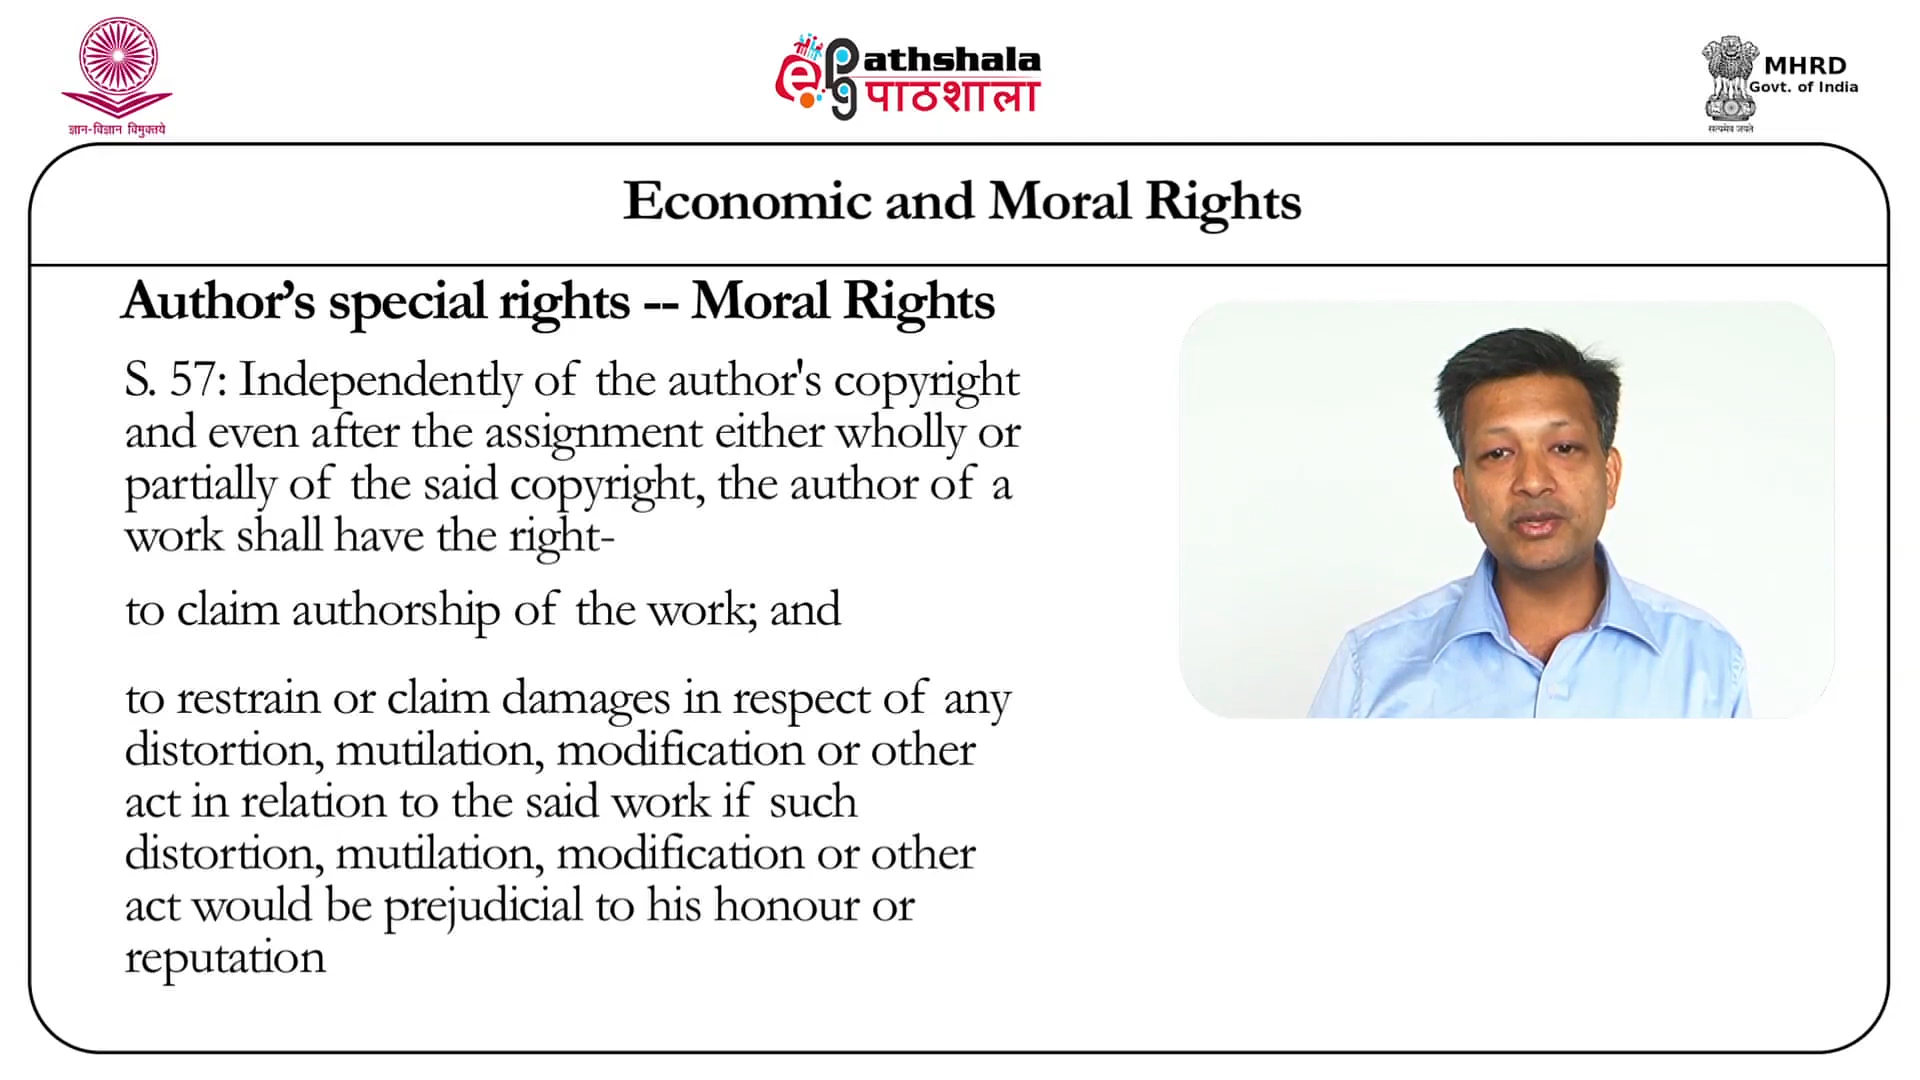 ज्ञान-विज्ञान विमुक्तये
ePathshala
पाठशाला
सत्यमेव जयते
MHRD
Govt. of India
Economic and Moral Rights
Author’s special rights -- Moral Rights
S. 57: Independently of the author's copyright
and even after the assignment either wholly or
partially of the said copyright, the author of a
work shall have the right-
to claim authorship of the work; and
to restrain or claim damages in respect of any
distortion, mutilation, modification or other
act in relation to the said work if such
distortion, mutilation, modification or other
act would be prejudicial to his honour or
reputation